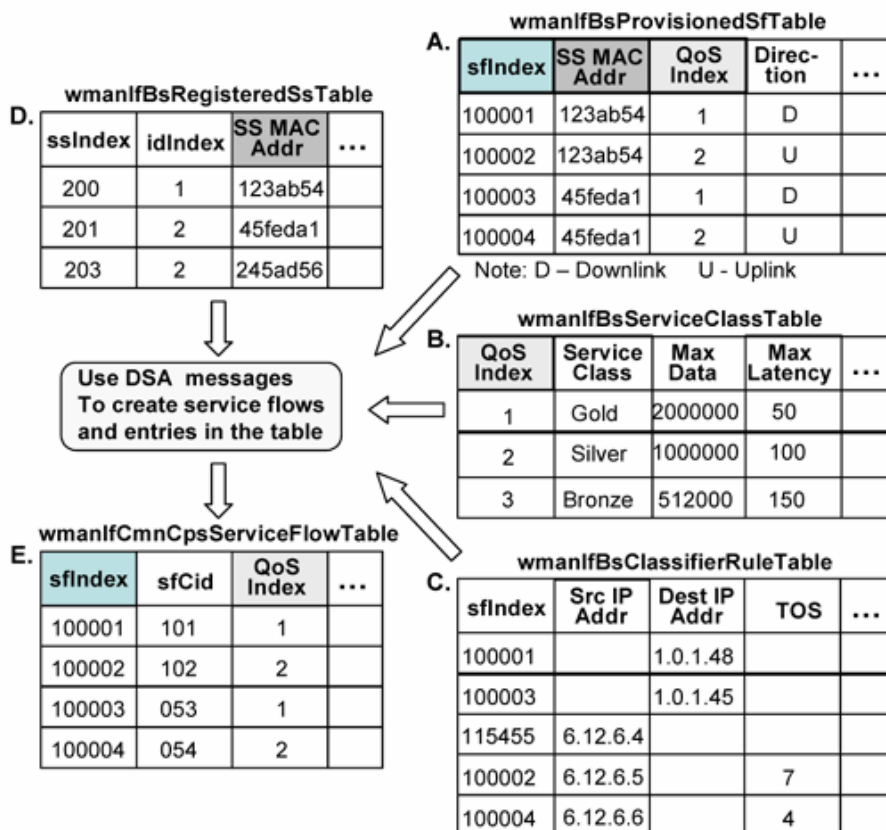 wmanIfBsProvisionedSfTable
A.
sfIndex SS MAC Addr QoS Index Direc-tion ...
100001 123ab54 1 D
100002 123ab54 2 U
100003 45feda1 1 D
100004 45feda1 2 U
Note: D – Downlink U - Uplink
wmanIfBsRegisteredSsTable
D.
ssIndex idIndex SS MAC Addr ...
200 1 123ab54
201 2 45feda1
203 2 245ad56
wmanIfBsServiceClassTable
B.
QoS Index Service Class Max Data Max Latency ...
1 Gold 2000000 50
2 Silver 1000000 100
3 Bronze 512000 150
Use DSA messages
To create service flows
and entries in the table
wmanIfCmnCpsServiceFlowTable
E.
sfIndex sfCid QoS Index ...
100001 101 1
100002 102 2
100003 053 1
100004 054 2
wmanIfBsClassifierRuleTable
C.
sfIndex Src IP Addr Dest IP Addr TOS ...
100001 1.0.1.48
100003 1.0.1.45
115455 6.12.6.4
100002 6.12.6.5 7
100004 6.12.6.6 4